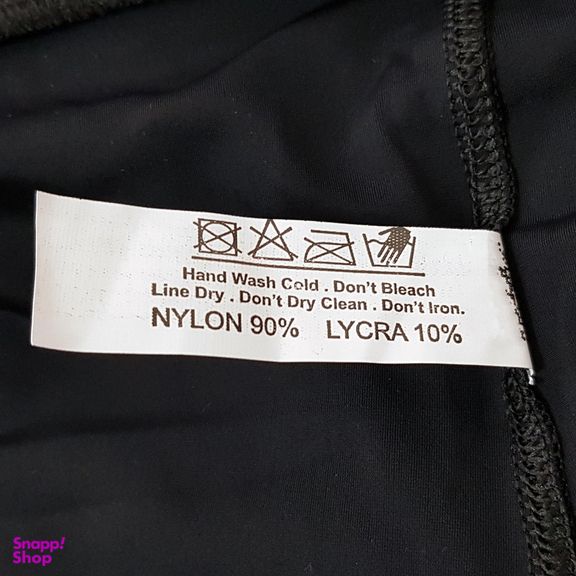 Hand Wash Cold . Don't Bleach
Line Dry . Don't Dry Clean . Don't Iron.
NYLON 90% LYCRA 10%
Snapp!
Shop